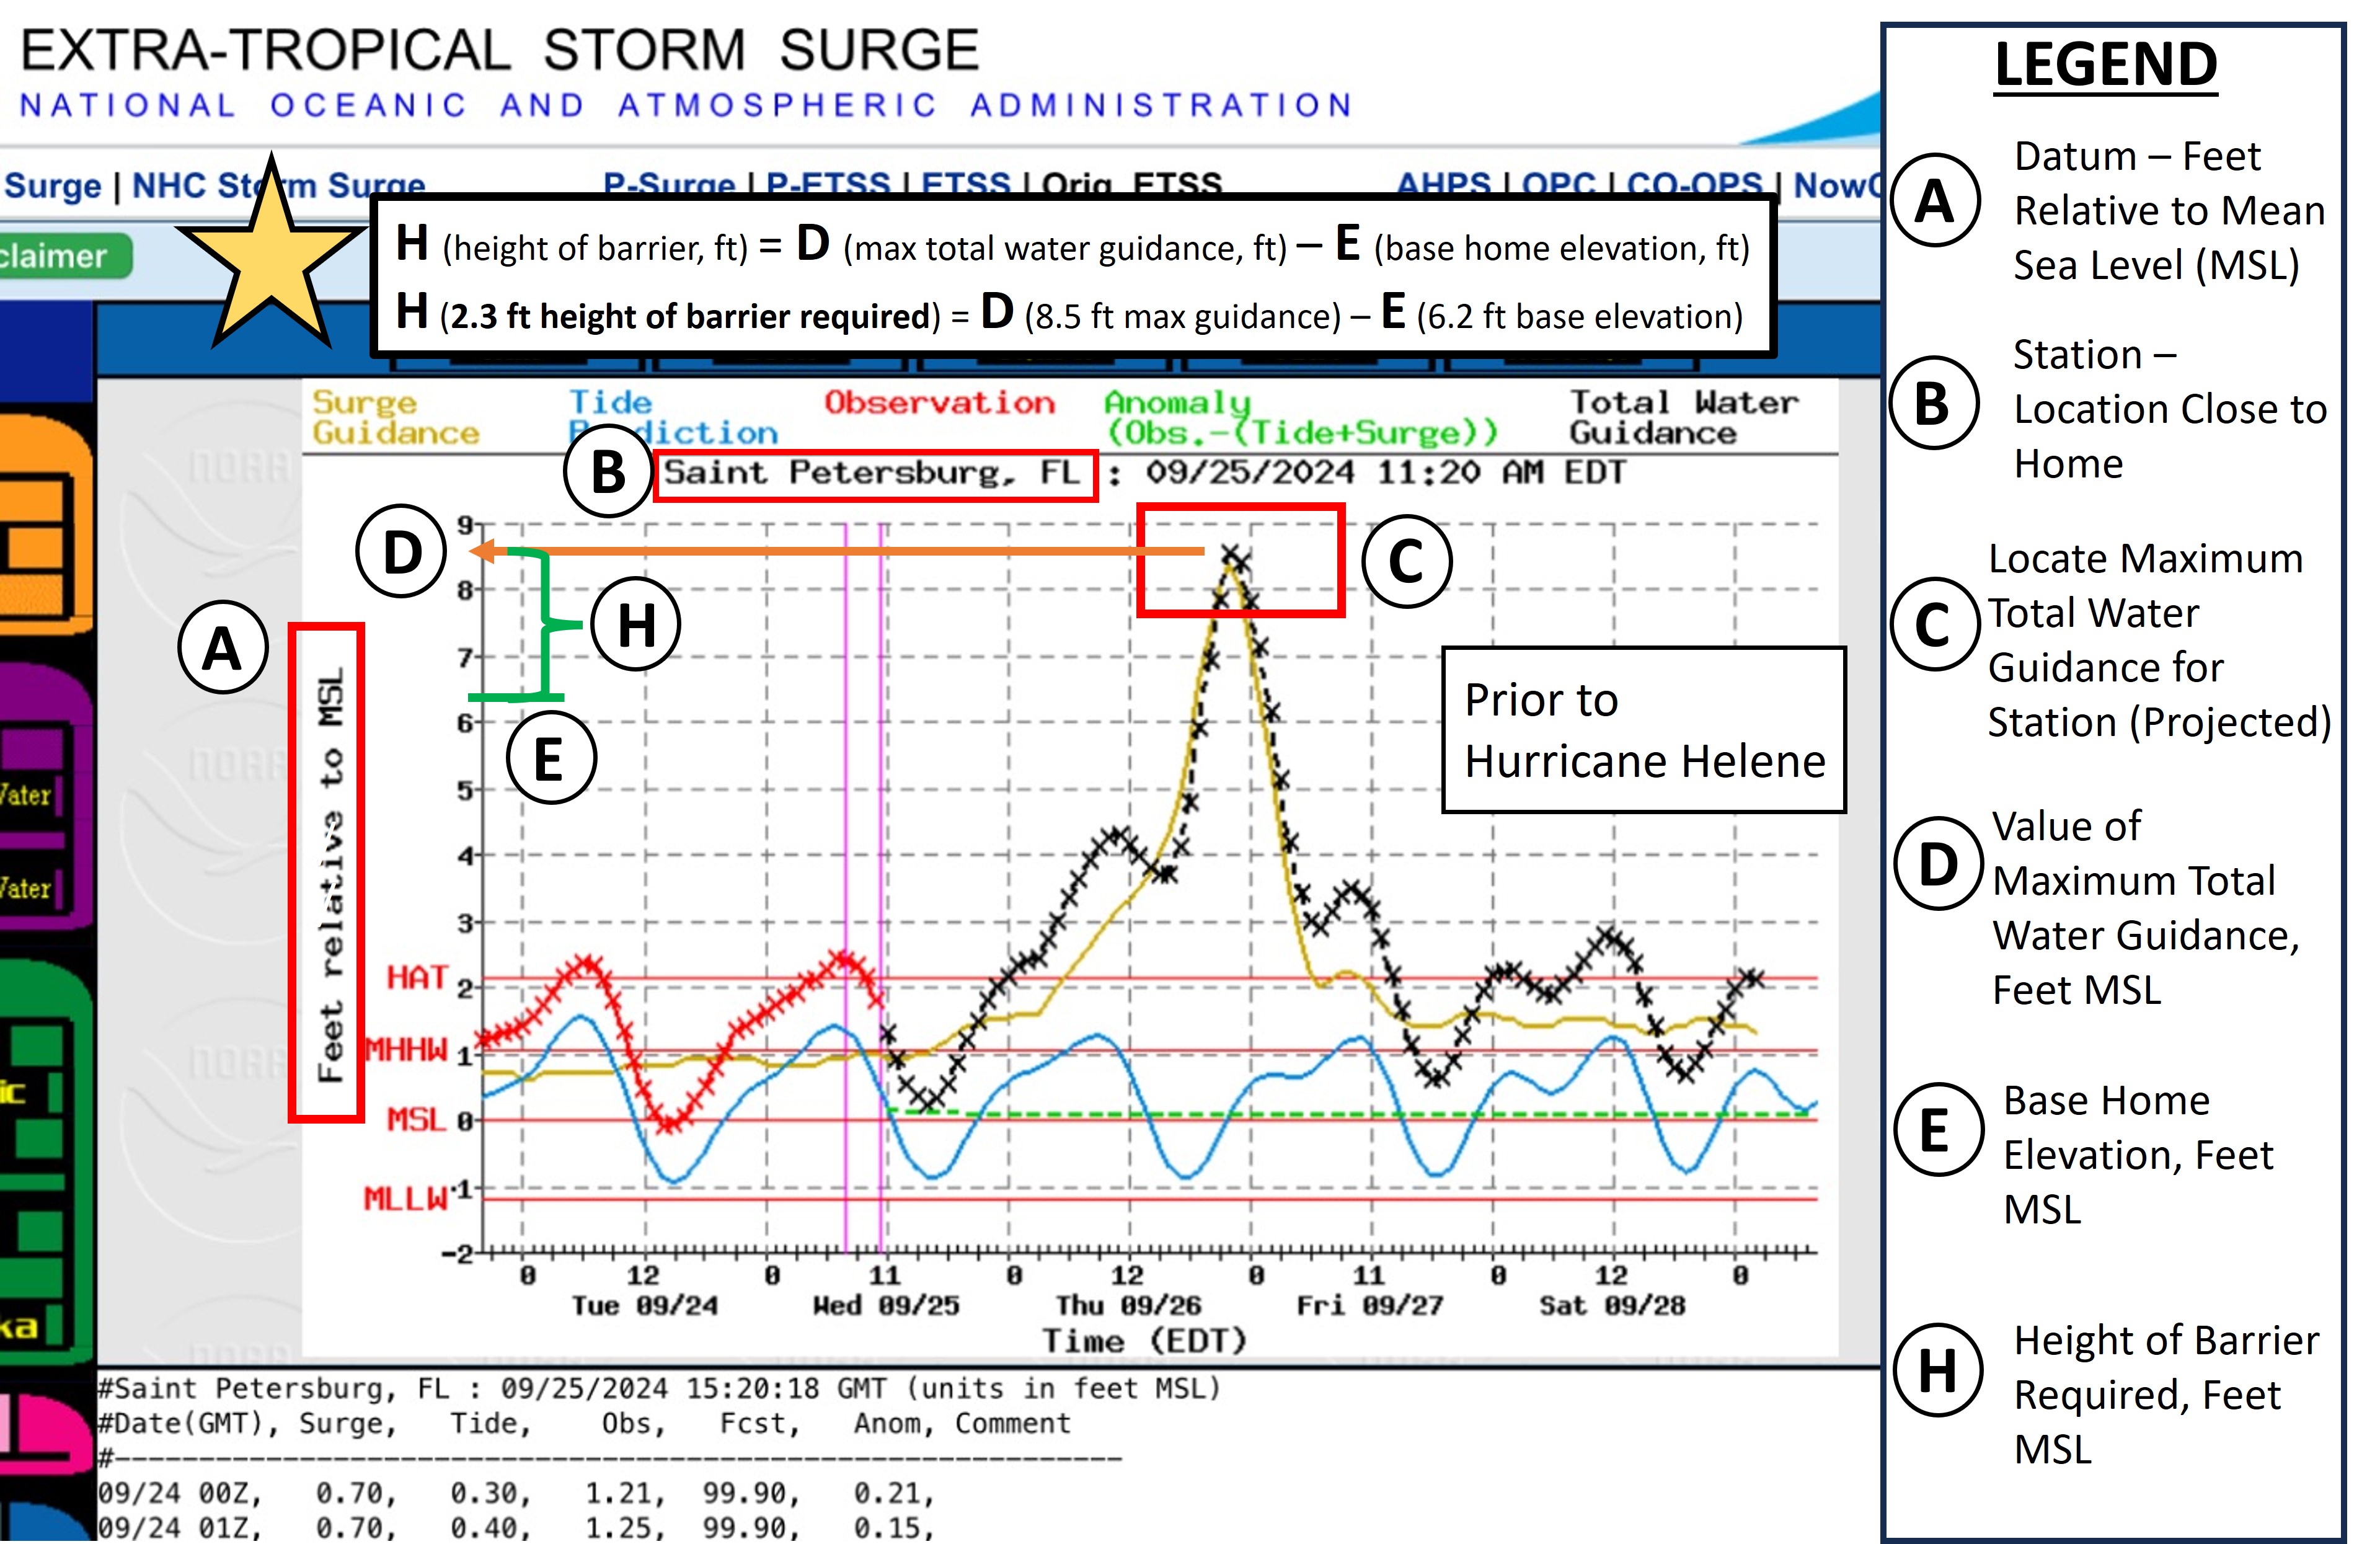 EXTRA-TROPICAL STORM SURGE
NATIONAL OCEANIC AND ATMOSPHERIC ADMINISTRATION
Surge | NHC Storm Surge P-Surge | P-ETSS | ETSS | Orig. ETSS AHPS | OPC | CO-OPS | NowC
claimer
H (height of barrier, ft) = D (max total water guidance, ft) – E (base home elevation, ft)
H (2.3 ft height of barrier required) = D (8.5 ft max guidance) – E (6.2 ft base elevation)
Surge Tide Observation Anomaly Total Water
Guidance diction (Obs.-(Tide+Surge)) Guidance
B Saint Petersburg, FL : 09/25/2024 11:20 AM EDT
D
C
H
A
E
Feet relative to MSL
Prior to
Hurricane Helene
9
8
7
6
5
4
3
HAT 2
MHHW 1
MSL 0
MLLW -1
-2
0 12 0 11 0 12 0 11 0 12 0
Tue 09/24 Wed 09/25 Thu 09/26 Fri 09/27 Sat 09/28
Time (EDT)
Water
Water
ic
ka
NOAA
NOAA
NOAA
#Saint Petersburg, FL : 09/25/2024 15:20:18 GMT (units in feet MSL)
#Date(GMT), Surge, Tide, Obs, Fcst, Anom, Comment
#------------------------------------------------------------
09/24 00Z, 0.70, 0.30, 1.21, 99.90, 0.21,
09/24 01Z, 0.70, 0.40, 1.25, 99.90, 0.15,
LEGEND
A
Datum – Feet
Relative to Mean
Sea Level (MSL)
B
Station –
Location Close to
Home
C
Locate Maximum
Total Water
Guidance for
Station (Projected)
D
Value of
Maximum Total
Water Guidance,
Feet MSL
E
Base Home
Elevation, Feet
MSL
H
Height of Barrier
Required, Feet
MSL